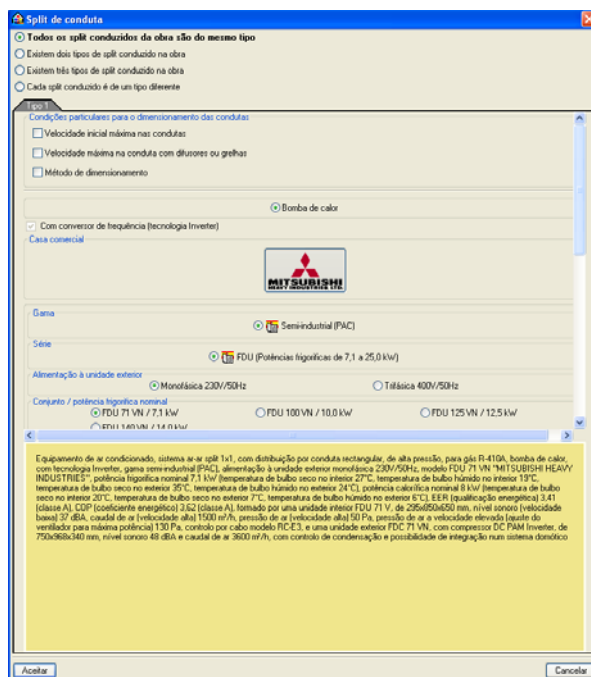 Split de conduta
Todos os split conduzidos da obra são do mesmo tipo
Existem dois tipos de split conduzido na obra
Existem três tipos de split conduzido na obra
Cada split conduzido é de um tipo diferente
Tipo 1
Condições particulares para o dimensionamento das condutas
Velocidade inicial máxima nas condutas
Velocidade máxima na conduta com difusores ou grelhas
Método de dimensionamento
Bomba de calor
Com conversor de frequência (tecnologia Inverter)
Casa comercial
MITSUBISHI
HEAVY INDUSTRIES, LTD.
Gama
Semi-industrial (PAC)
Série
FDU (Potências frigoríficas de 7,1 a 25,0 kW)
Alimentação à unidade exterior
Monofásica 230V/50Hz Trifásica 400V/50Hz
Conjunto / potência frigorífica nominal
FDU 71 VN / 7,1 kW FDU 100 VN / 10,0 kW FDU 125 VN / 12,5 kW
FDU 140 VN / 14,0 kW
Equipamento de ar condicionado, sistema ar-ar split 1x1, com distribuição por conduta rectangular, de alta pressão, para gás R-410A, bomba de calor,
com tecnologia Inverter, gama semi-industrial (PAC), alimentação à unidade exterior monofásica 230V/50Hz, modelo FDU 71 VN "MITSUBISHI HEAVY
INDUSTRIES", potência frigorífica nominal 7,1 kW (temperatura de bulbo seco no interior 27°C, temperatura de bulbo húmido no interior 19°C,
temperatura de bulbo seco no exterior 35°C, temperatura de bulbo húmido no exterior 24°C), potência calorífica nominal 8 kW (temperatura de bulbo
seco no interior 20°C, temperatura de bulbo seco no exterior 7°C, temperatura de bulbo húmido no exterior 6°C), EER (qualificação energética) 3,41
(classe A), COP (coeficiente energético) 3,62 (classe A), formado por uma unidade interior FDU 71 V, de 295x850x650 mm, nível sonoro (velocidade
baixa) 37 dBA, caudal de ar (velocidade alta) 1500 m³/h, pressão de ar (velocidade alta) 50 Pa, pressão de ar a velocidade elevada (ajuste do
ventilador para máxima potência) 130 Pa, controlo por cabo modelo RC-E3, e uma unidade exterior FDC 71 VN, com compressor DC PAM Inverter, de
750x968x340 mm, nível sonoro 48 dBA e caudal de ar 3600 m³/h, com controlo de condensação e possibilidade de integração num sistema domótico
Aceitar Cancelar